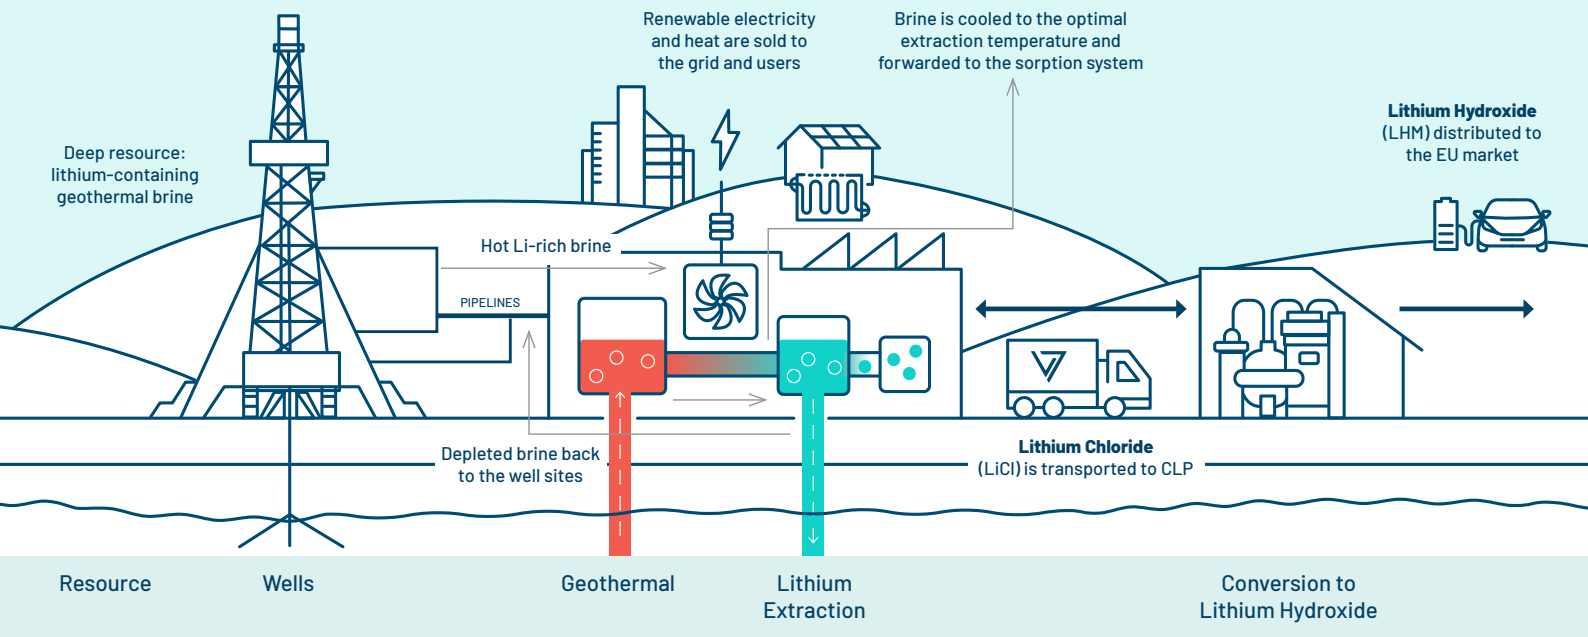 Renewable electricity
and heat are sold to
the grid and users
Brine is cooled to the optimal
extraction temperature and
forwarded to the sorption system
Lithium Hydroxide
(LHM) distributed to
the EU market
Deep resource:
lithium-containing
geothermal brine
Hot Li-rich brine
PIPELINES
Depleted brine back
to the well sites
Lithium Chloride
(LiCl) is transported to CLP
Resource
Wells
Geothermal
Lithium
Extraction
Conversion to
Lithium Hydroxide